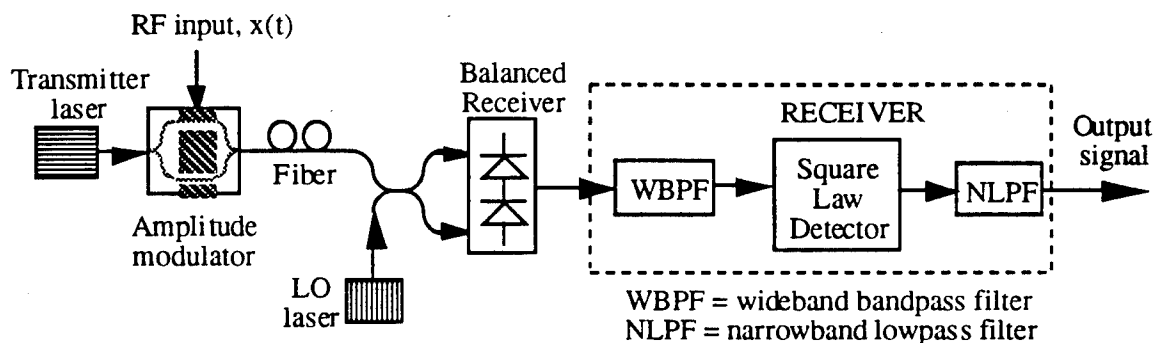 RF input, x(t)
Transmitter
laser
Fiber
Amplitude
modulator
LO
laser
Balanced
Receiver
RECEIVER
WBPF
Square
Law
Detector
NLPF
Output
signal
WBPF = wideband bandpass filter
NLPF = narrowband lowpass filter